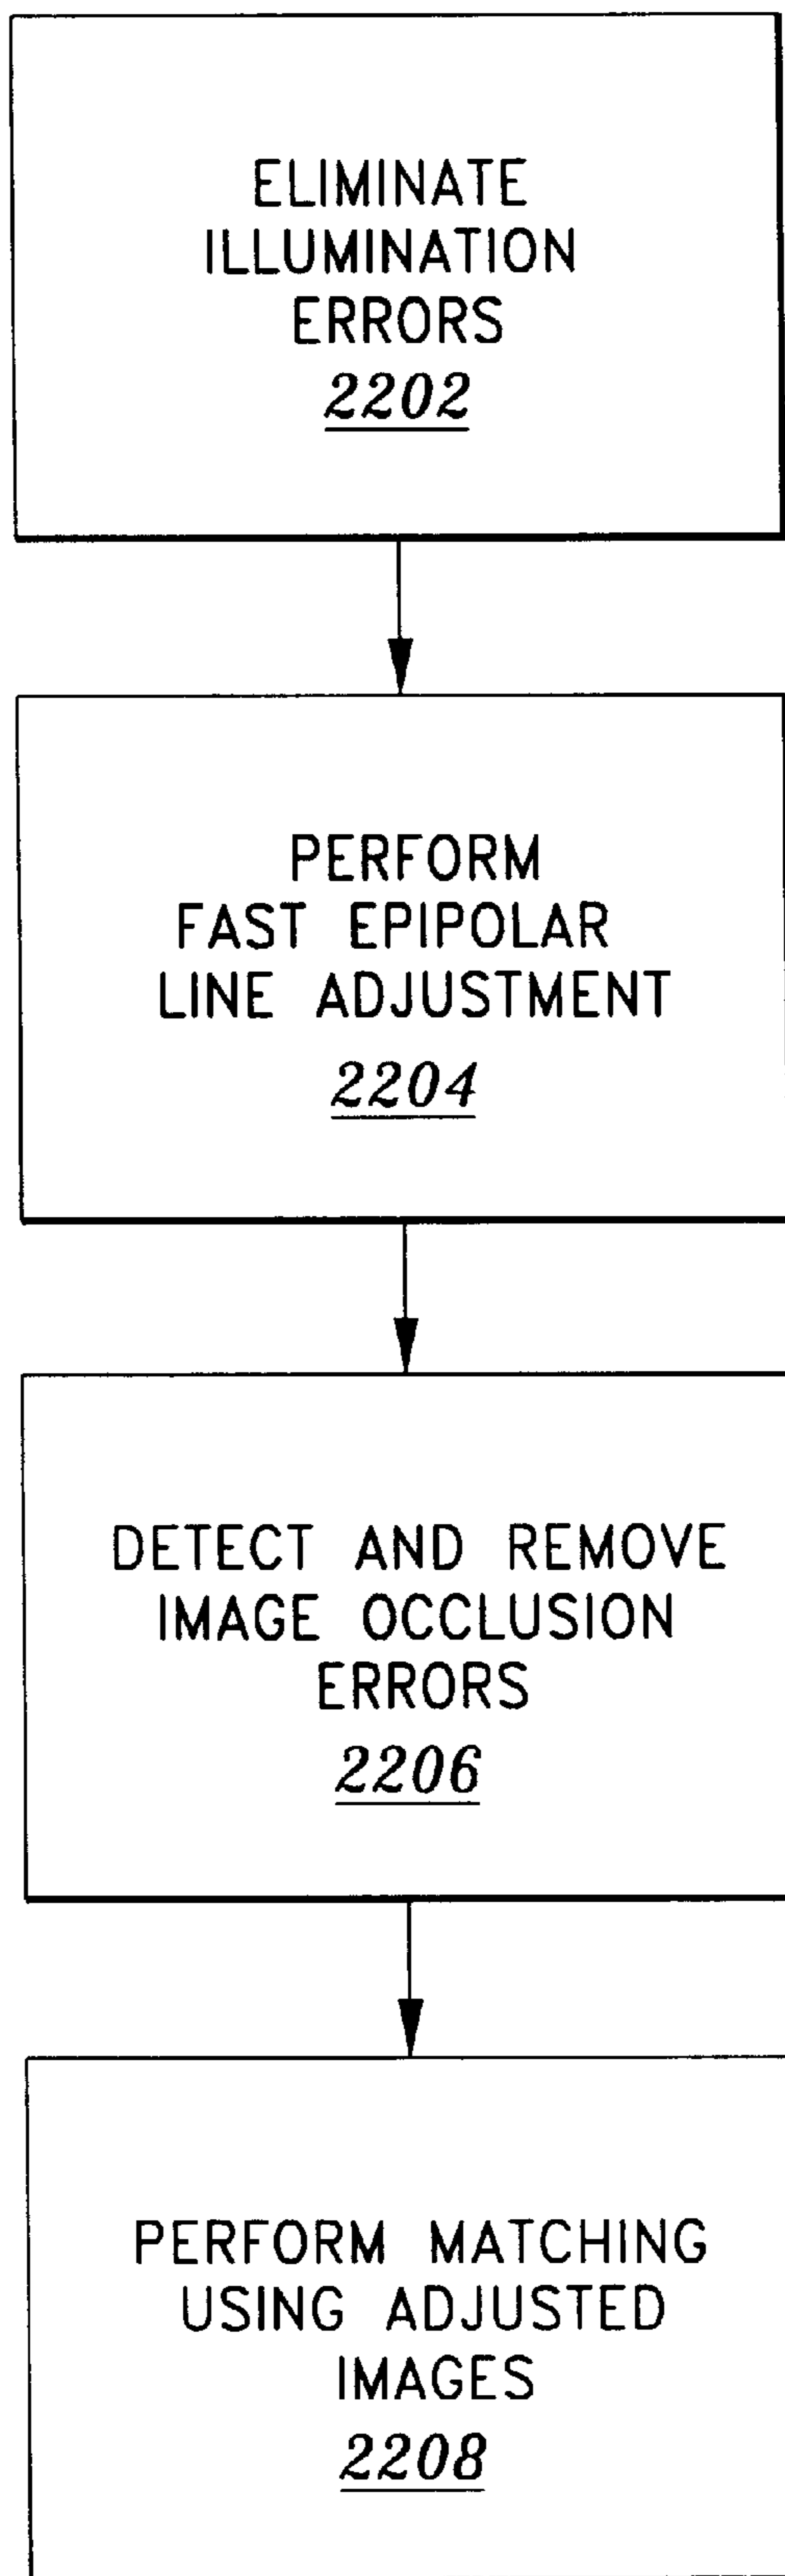 ELIMINATE
ILLUMINATION
ERRORS
2202
PERFORM
FAST EPIPOLAR
LINE ADJUSTMENT
2204
DETECT AND REMOVE
IMAGE OCCLUSION
ERRORS
2206
PERFORM MATCHING
USING ADJUSTED
IMAGES
2208